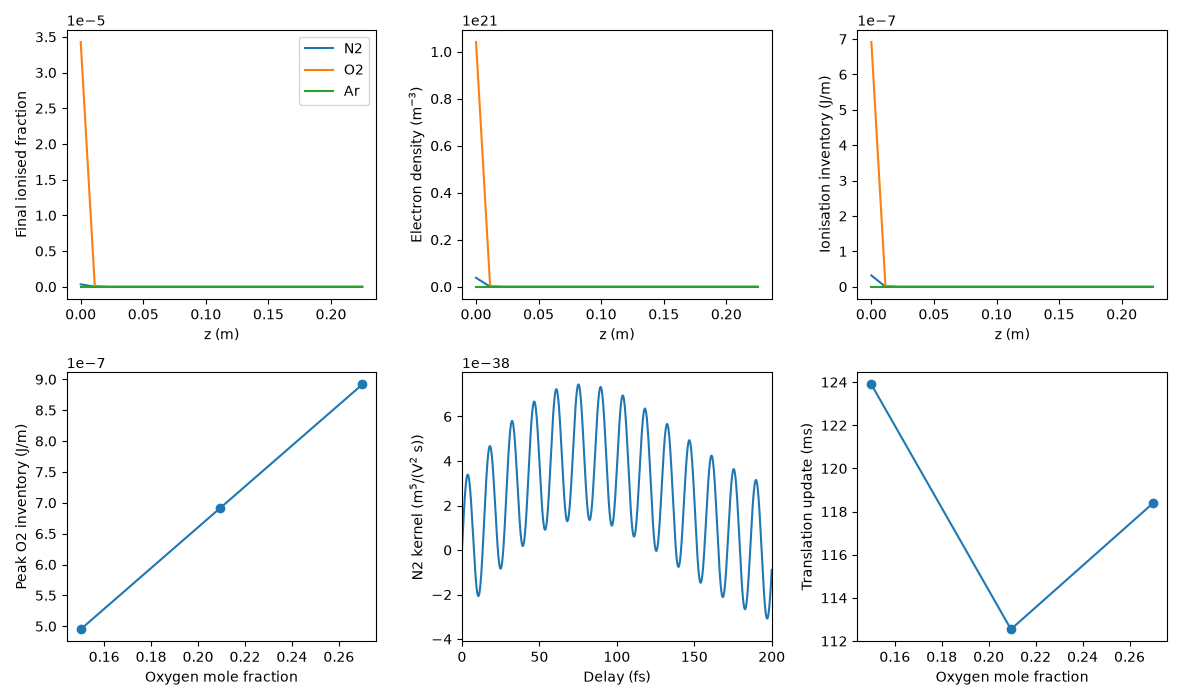 1e−5
Final ionised fraction
3.5
3.0
2.5
2.0
1.5
1.0
0.5
0.0
0.00 0.05 0.10 0.15 0.20
z (m)
N2
O2
Ar
1e21
Electron density (m⁻³)
1.0
0.8
0.6
0.4
0.2
0.0
0.00 0.05 0.10 0.15 0.20
z (m)
1e−7
Ionisation inventory (J/m)
7
6
5
4
3
2
1
0
0.00 0.05 0.10 0.15 0.20
z (m)
1e−7
Peak O2 inventory (J/m)
9.0
8.5
8.0
7.5
7.0
6.5
6.0
5.5
5.0
0.16 0.18 0.20 0.22 0.24 0.26
Oxygen mole fraction
1e−38
N2 kernel (m⁵/(V² s))
6
4
2
0
−2
−4
0 50 100 150 200
Delay (fs)
Translation update (ms)
124
122
120
118
116
114
112
0.16 0.18 0.20 0.22 0.24 0.26
Oxygen mole fraction